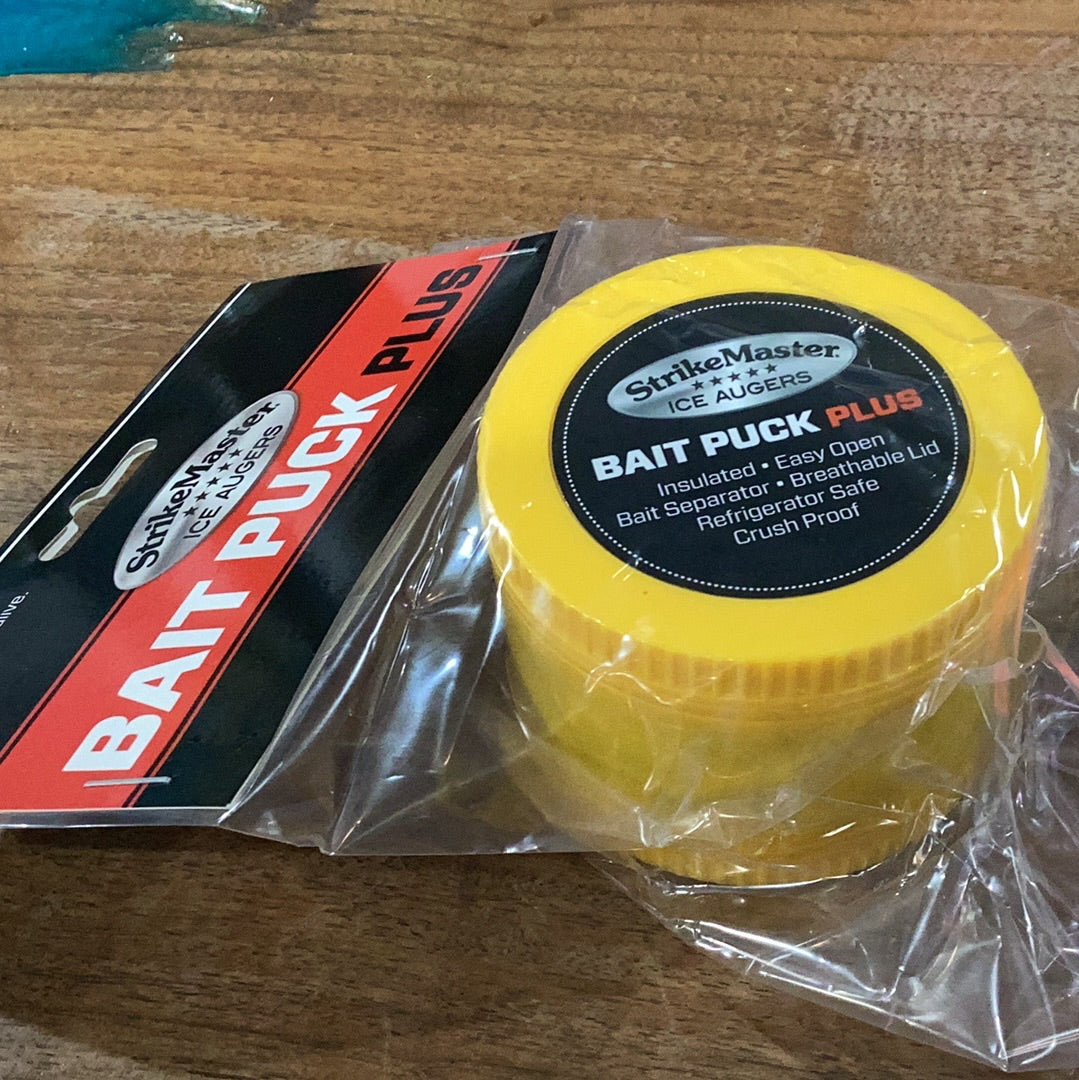 StrikeMaster
ICE AUGERS
BAIT PUCK PLUS
alive.
StrikeMaster
ICE AUGERS
BAIT PUCK PLUS
Insulated • Easy Open
Bait Separator • Breathable Lid
Refrigerator Safe
Crush Proof